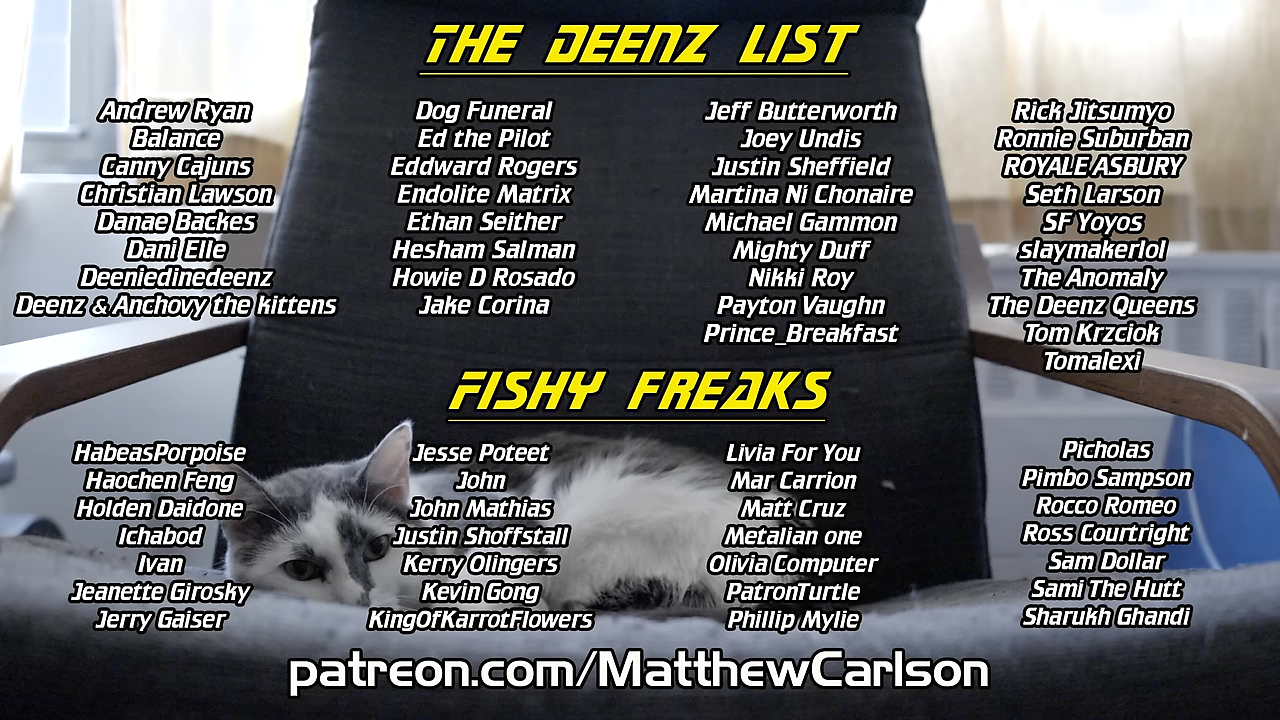 THE DEENZ LIST
Andrew Ryan
Balance
Canny Cajuns
Christian Lawson
Danae Backes
Dani Elle
Deeniedinedeenz
Deenz & Anchovy the kittens
Dog Funeral
Ed the Pilot
Eddward Rogers
Endolite Matrix
Ethan Seither
Hesham Salman
Howie D Rosado
Jake Corina
Jeff Butterworth
Joey Undis
Justin Sheffield
Martina Ní Chonaire
Michael Gammon
Mighty Duff
Nikki Roy
Payton Vaughn
Prince_Breakfast
Rick Jitsumyo
Ronnie Suburban
ROYALE ASBURY
Seth Larson
SF Yoyos
slaymakerlol
The Anomaly
The Deenz Queens
Tom Krzciok
Tomalexi
FISHY FREAKS
HabeasPorpoise
Haochen Feng
Holden Daidone
Ichabod
Ivan
Jeanette Girosky
Jerry Gaiser
Jesse Poteet
John
John Mathias
Justin Shoffstall
Kerry Olingers
Kevin Gong
KingOfKarrotFlowers
Livia For You
Mar Carrion
Matt Cruz
Metalian one
Olivia Computer
PatronTurtle
Phillip Mylie
Picholas
Pimbo Sampson
Rocco Romeo
Ross Courtright
Sam Dollar
Sami The Hutt
Sharukh Ghandi
patreon.com/MatthewCarlson